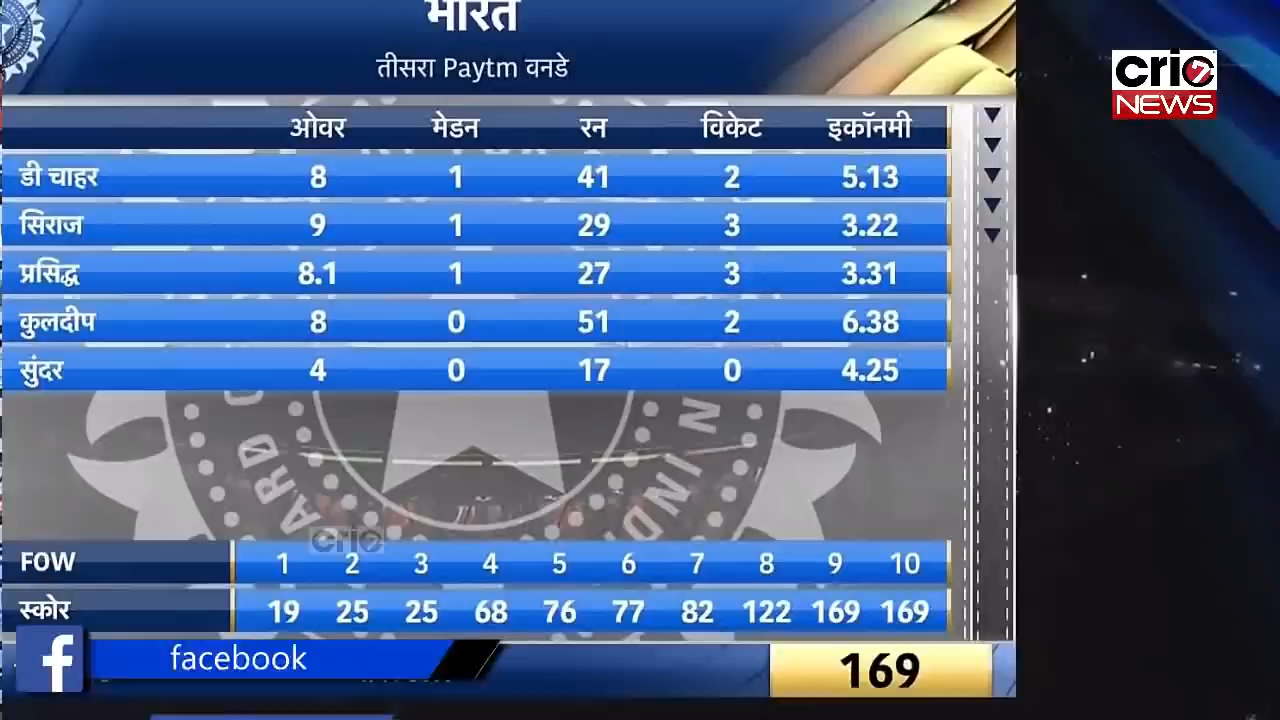 भारत
तीसरा Paytm वनडे
cric7
NEWS
ओवर मेडन रन विकेट इकॉनमी
डी चाहर 8 1 41 2 5.13
सिराज 9 1 29 3 3.22
प्रसिद्ध 8.1 1 27 3 3.31
कुलदीप 8 0 51 2 6.38
सुंदर 4 0 17 0 4.25
FOW 1 2 3 4 5 6 7 8 9 10
स्कोर 19 25 25 68 76 77 82 122 169 169
f facebook 169